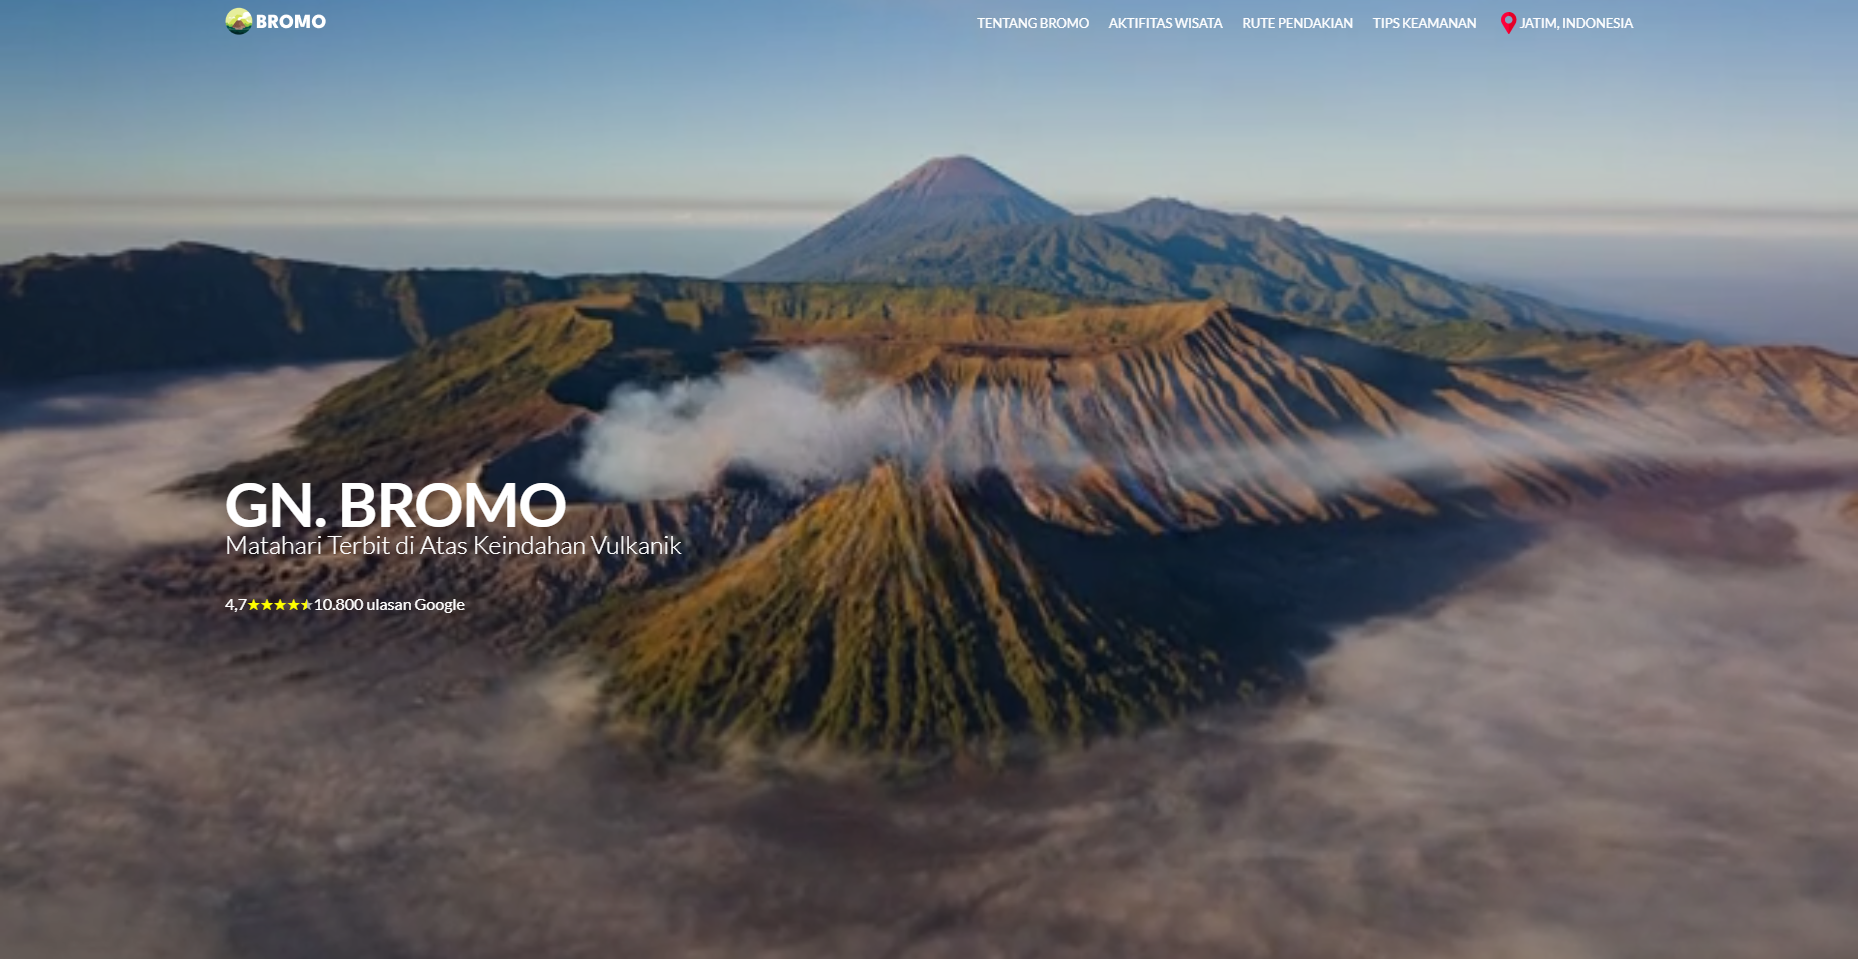 BROMO
TENTANG BROMO
AKTIFITAS WISATA
RUTE PENDAKIAN
TIPS KEAMANAN
JATIM, INDONESIA
GN. BROMO
Matahari Terbit di Atas Keindahan Vulkanik
4,7★★★★⯨10.800 ulasan Google